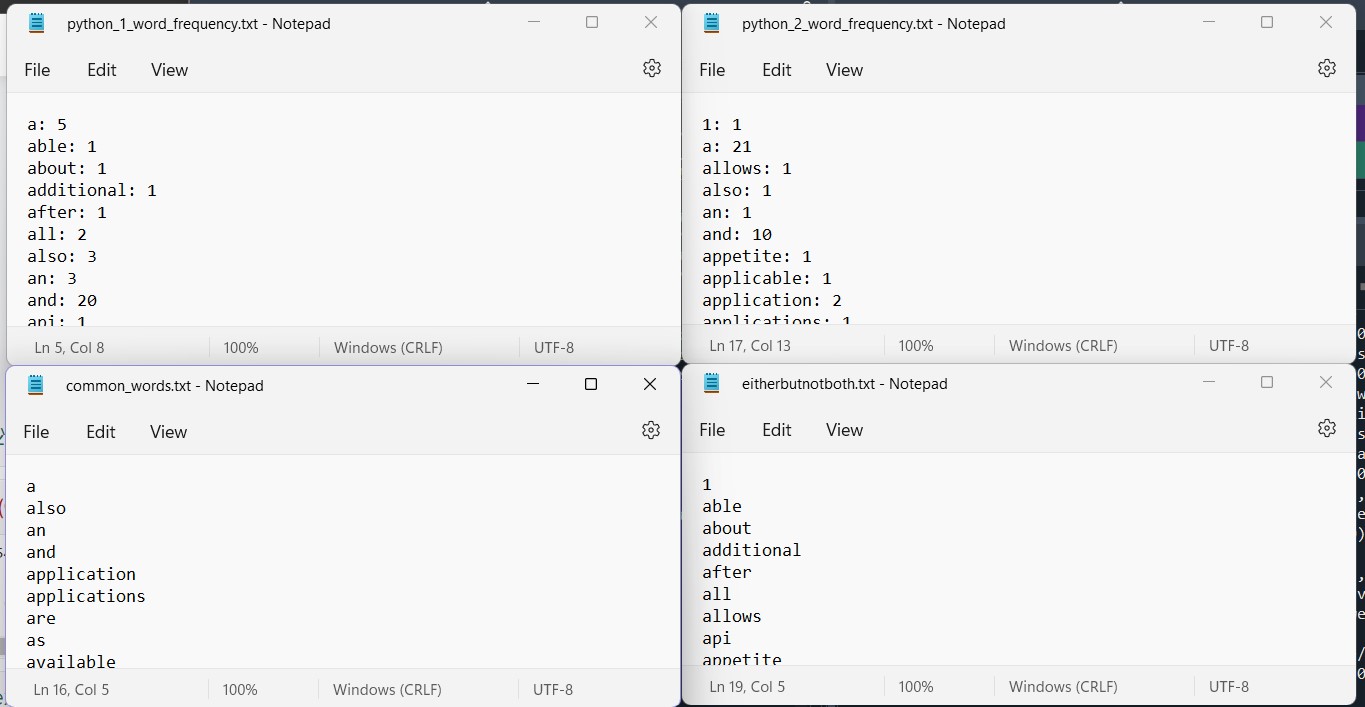 python_1_word_frequency.txt - Notepad
File Edit View
a: 5
able: 1
about: 1
additional: 1
after: 1
all: 2
also: 3
an: 3
and: 20
api: 1
Ln 5, Col 8 100% Windows (CRLF) UTF-8
python_2_word_frequency.txt - Notepad
File Edit View
1: 1
a: 21
allows: 1
also: 1
an: 1
and: 10
appetite: 1
applicable: 1
application: 2
applications: 1
Ln 17, Col 13 100% Windows (CRLF) UTF-8
common_words.txt - Notepad
File Edit View
a
also
an
and
application
applications
are
as
available
Ln 16, Col 5 100% Windows (CRLF) UTF-8
eitherbutnotboth.txt - Notepad
File Edit View
1
able
about
additional
after
all
allows
api
appetite
Ln 19, Col 5 100% Windows (CRLF) UTF-8